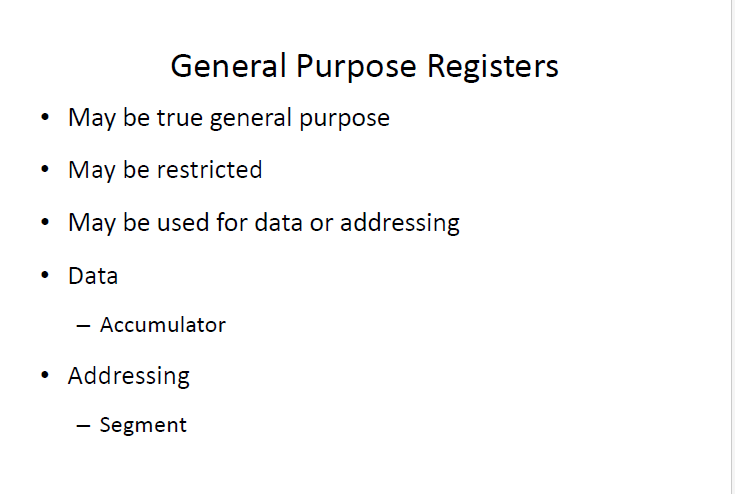 General Purpose Registers
• May be true general purpose
• May be restricted
• May be used for data or addressing
• Data
– Accumulator
• Addressing
– Segment